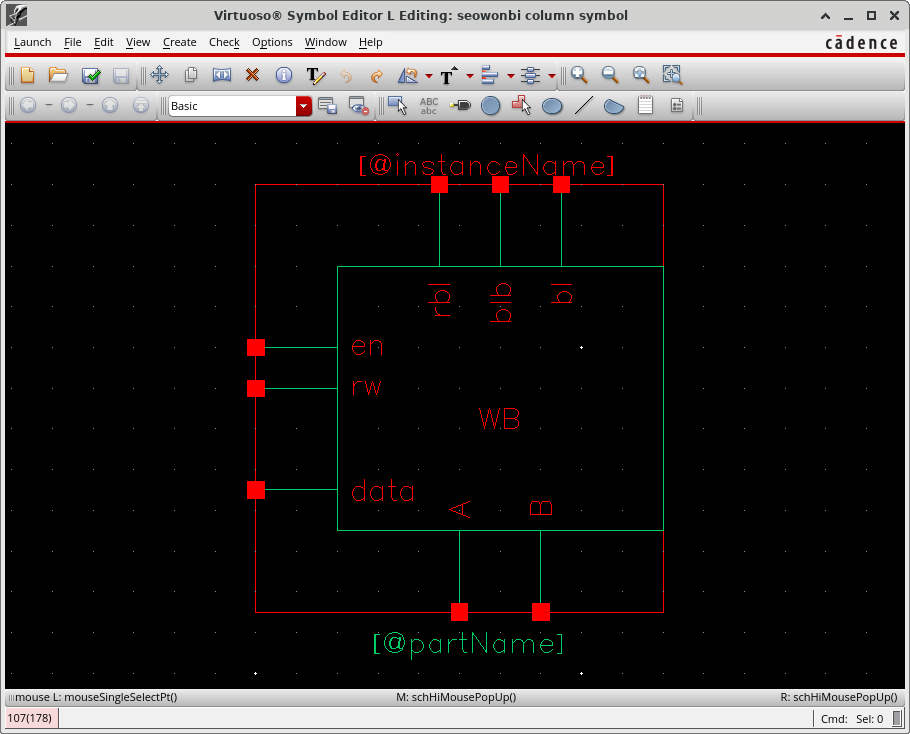 Virtuoso® Symbol Editor L Editing: seowonbi column symbol
Launch File Edit View Create Check Options Window Help
cādence
T T
Basic
ABC
abc
[@instanceName]
rbl blb bl
en
rw
WB
data
A B
[@partName]
mouse L: mouseSingleSelectPt() M: schHiMousePopUp() R: schHiMousePopUp()
107(178) Cmd: Sel: 0